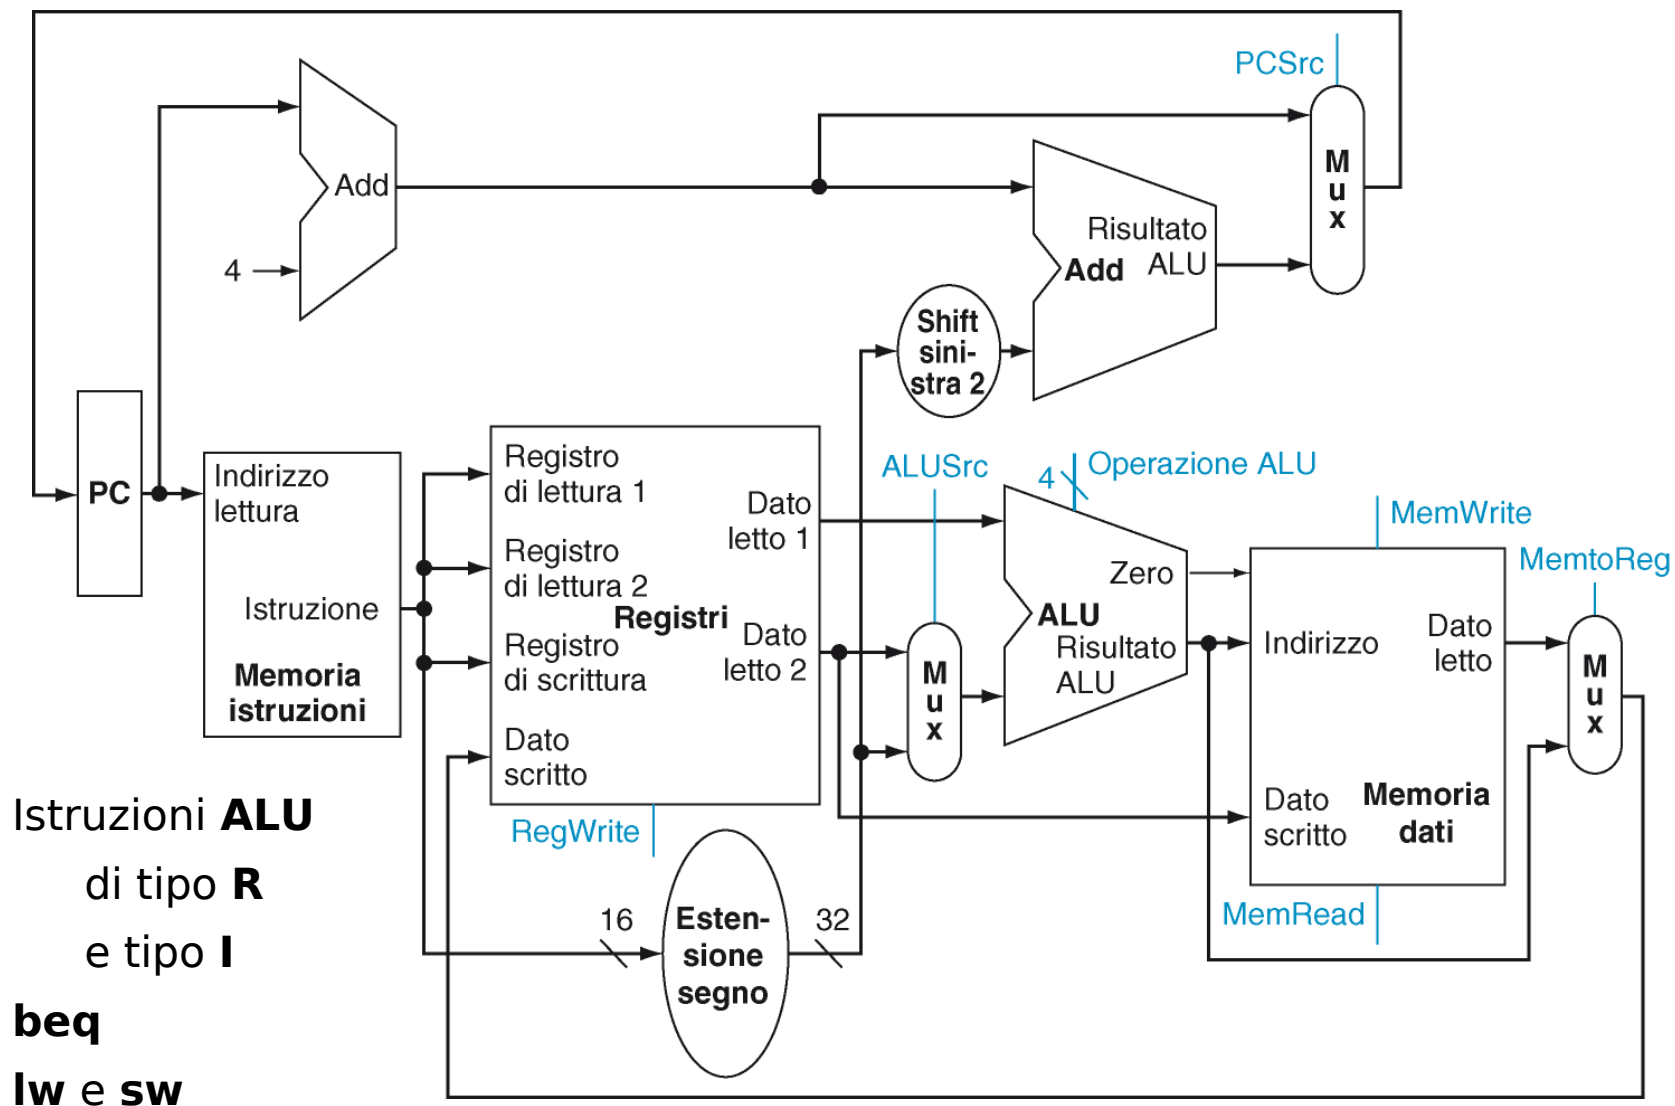 PCSrc
M
u
x
Add
4
Risultato
ALU
Add
Shift
sini-
stra 2
PC
Indirizzo
lettura
Istruzione
Memoria
istruzioni
Registro
di lettura 1
Registro
di lettura 2
Registro
di scrittura
Dato
scritto
Registri
Dato
letto 1
Dato
letto 2
RegWrite
ALUSrc
M
u
x
4
Operazione ALU
Zero
ALU
Risultato
ALU
MemWrite
Indirizzo
Dato
letto
Dato
scritto
Memoria
dati
MemRead
MemtoReg
M
u
x
16
Esten-
sione
segno
32
Istruzioni ALU
di tipo R
e tipo I
beq
lw e sw